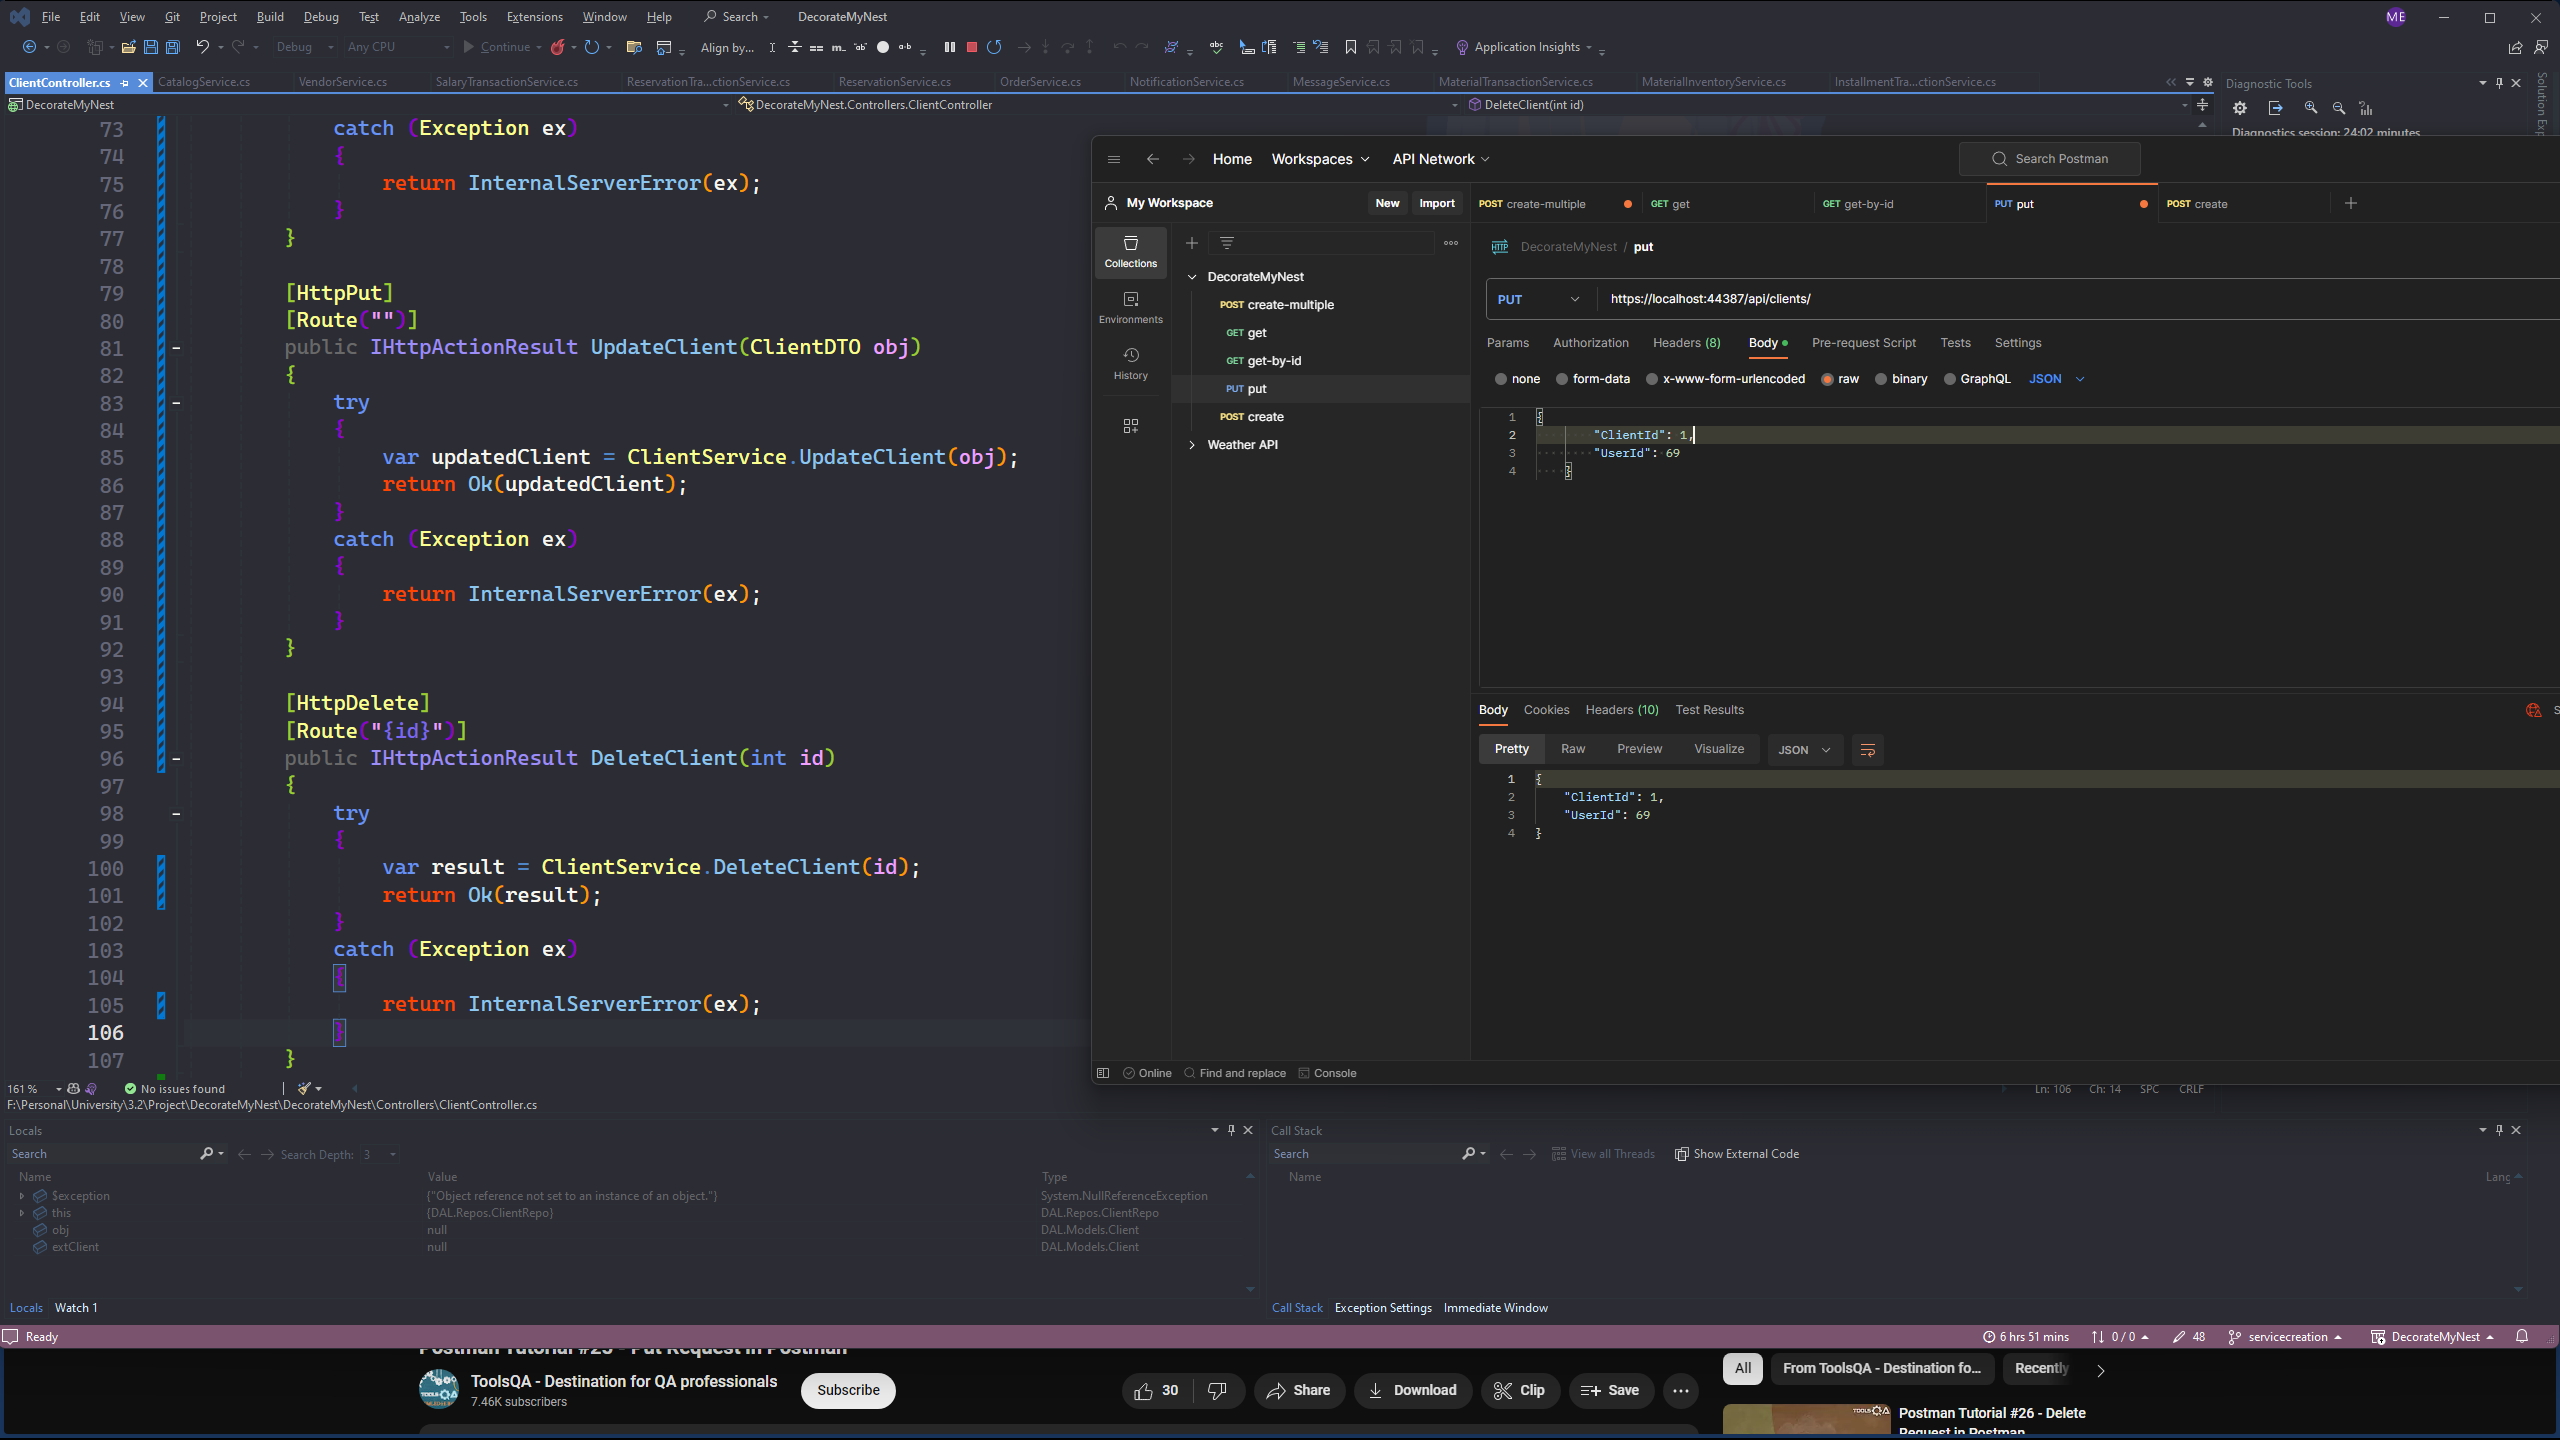 File Edit View Git Project Build Debug Test Analyze Tools Extensions Window Help Search DecorateMyNest ME
Debug Any CPU Continue Align by... Application Insights
ClientController.cs CatalogService.cs VendorService.cs SalaryTransactionService.cs ReservationTra...ctionService.cs ReservationService.cs OrderService.cs NotificationService.cs MessageService.cs MaterialTransactionService.cs MaterialInventoryService.cs InstallmentTra...ctionService.cs
Diagnostic Tools
DecorateMyNest DecorateMyNest.Controllers.ClientController DeleteClient(int id)
Diagnostics session: 24:02 minutes
73 catch (Exception ex)
74 {
75 return InternalServerError(ex);
76 }
77 }
78
79 [HttpPut]
80 [Route("")]
81 public IHttpActionResult UpdateClient(ClientDTO obj)
82 {
83 try
84 {
85 var updatedClient = ClientService.UpdateClient(obj);
86 return Ok(updatedClient);
87 }
88 catch (Exception ex)
89 {
90 return InternalServerError(ex);
91 }
92 }
93
94 [HttpDelete]
95 [Route("{id}")]
96 public IHttpActionResult DeleteClient(int id)
97 {
98 try
99 {
100 var result = ClientService.DeleteClient(id);
101 return Ok(result);
102 }
103 catch (Exception ex)
104 {
105 return InternalServerError(ex);
106 }
107 }
161 % No issues found
Ln: 106 Ch: 14 SPC CRLF
F:\Personal\University\3.2\Project\DecorateMyNest\DecorateMyNest\Controllers\ClientController.cs
Home Workspaces API Network Search Postman
My Workspace New Import
POST create-multiple GET get GET get-by-id PUT put POST create
Collections
Environments
History
DecorateMyNest
POST create-multiple
GET get
GET get-by-id
PUT put
POST create
Weather API
HTTP DecorateMyNest / put
PUT https://localhost:44387/api/clients/
Params Authorization Headers (8) Body Pre-request Script Tests Settings
none form-data x-www-form-urlencoded raw binary GraphQL JSON
1 {
2 "ClientId": 1,
3 "UserId": 69
4 }
Body Cookies Headers (10) Test Results
Pretty Raw Preview Visualize JSON
1 {
2 "ClientId": 1,
3 "UserId": 69
4 }
Online Find and replace Console
Locals
Search Search Depth: 3
Name Value Type
$exception {"Object reference not set to an instance of an object."} System.NullReferenceException
this {DAL.Repos.ClientRepo} DAL.Repos.ClientRepo
obj null DAL.Models.Client
extClient null DAL.Models.Client
Locals Watch 1
Call Stack
Search View all Threads Show External Code
Name Lang
Call Stack Exception Settings Immediate Window
Ready 6 hrs 51 mins 0 / 0 48 servicecreation DecorateMyNest
Postman Tutorial #25 - Put Request in Postman
ToolsQA - Destination for QA professionals
7.46K subscribers
Subscribe
30 Share Download Clip Save
All From ToolsQA - Destination fo... Recently
Postman Tutorial #26 - Delete
Request in Postman